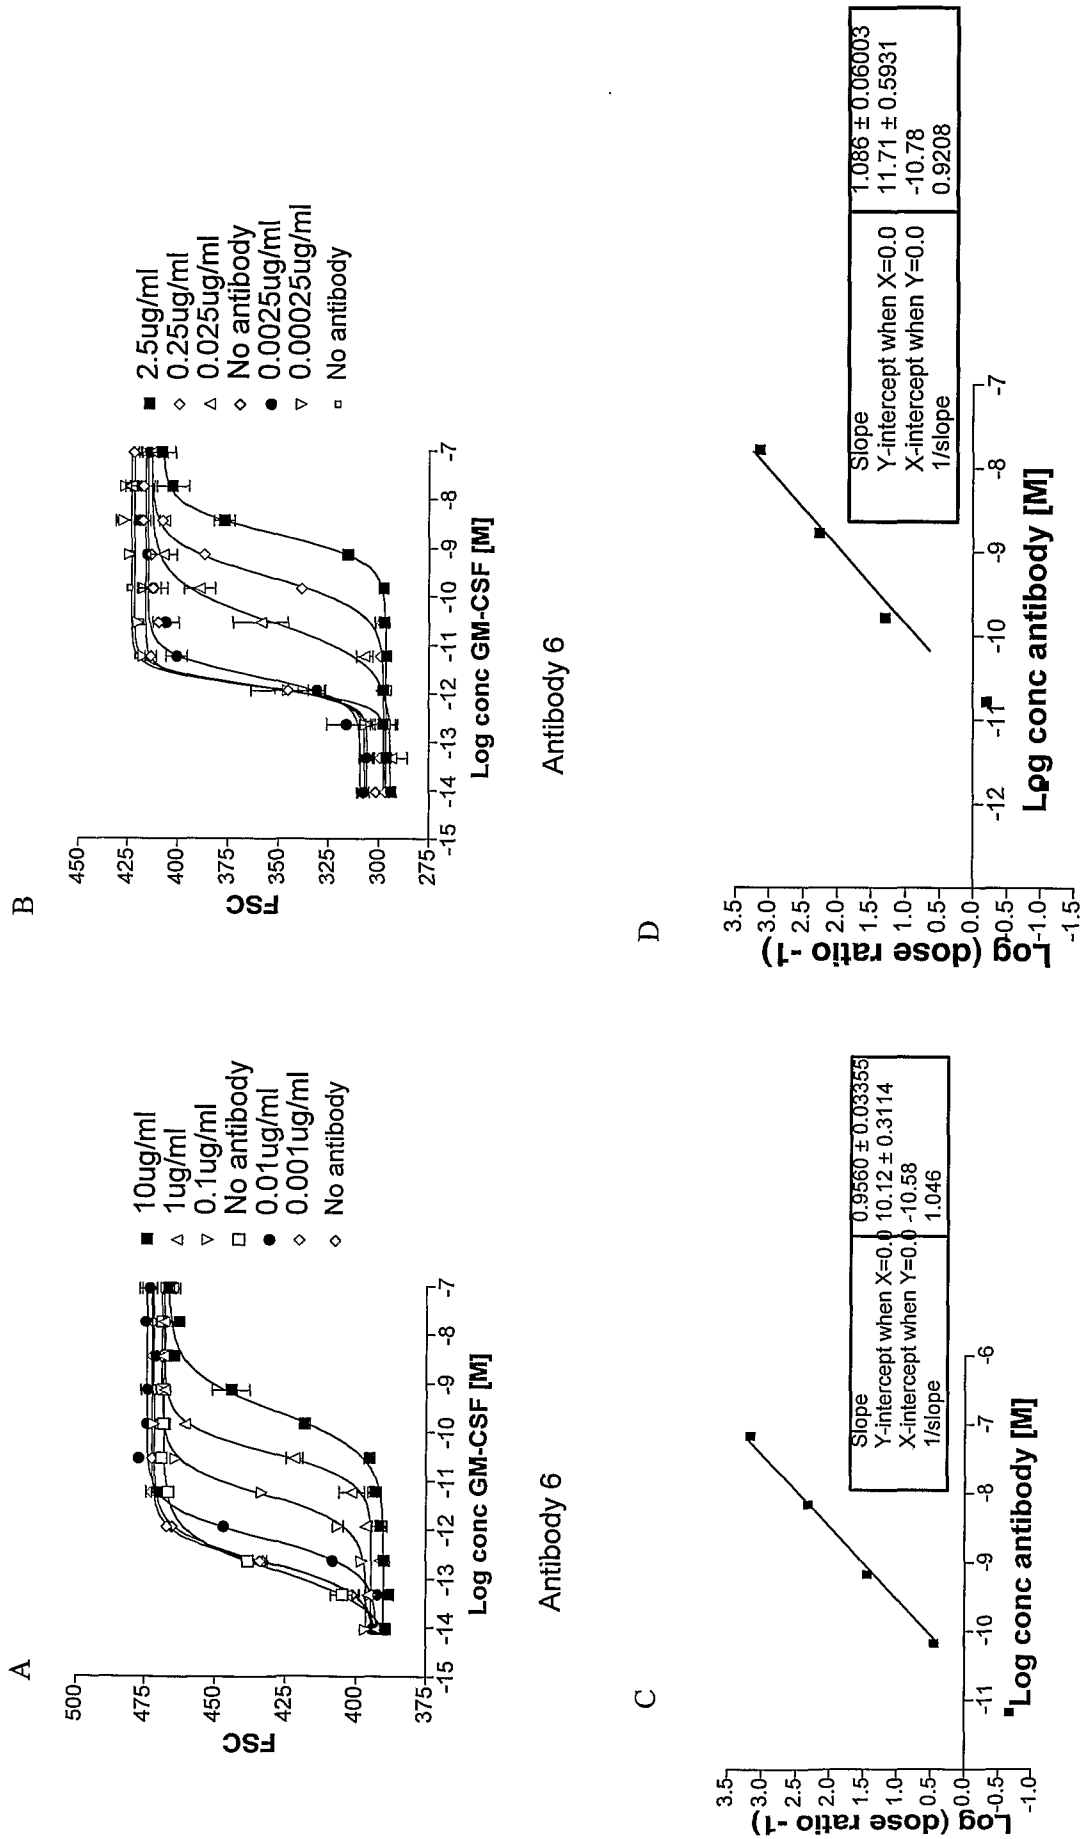 A
500
475
450
425
400
375
FSC
-15
-14
-13
-12
-11
-10
-9
-8
-7
Log conc GM-CSF [M]
10ug/ml
1ug/ml
0.1ug/ml
No antibody
0.01ug/ml
0.001ug/ml
No antibody
Antibody 6
B
450
425
400
375
350
325
300
275
FSC
-15
-14
-13
-12
-11
-10
-9
-8
-7
Log conc GM-CSF [M]
2.5ug/ml
0.25ug/ml
0.025ug/ml
No antibody
0.0025ug/ml
0.00025ug/ml
No antibody
Antibody 6
C
3.5
3.0
2.5
2.0
1.5
1.0
0.5
0.0
-0.5
-1.0
Log (dose ratio -1)
-11
-10
-9
-8
-7
-6
Log conc antibody [M]
Slope 0.9560 ± 0.03355
Y-intercept when X=0.0 10.12 ± 0.3114
X-intercept when Y=0.0 -10.58
1/slope 1.046
D
3.5
3.0
2.5
2.0
1.5
1.0
0.5
0.0
-0.5
-1.0
-1.5
Log (dose ratio -1)
-12
-11
-10
-9
-8
-7
Log conc antibody [M]
Slope 1.086 ± 0.06003
Y-intercept when X=0.0 11.71 ± 0.5931
X-intercept when Y=0.0 -10.78
1/slope 0.9208